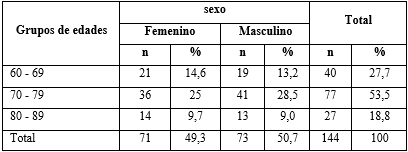 sexo
Grupos de edades Femenino Masculino Total
n % n % n %
60 - 69 21 14,6 19 13,2 40 27,7
70 - 79 36 25 41 28,5 77 53,5
80 - 89 14 9,7 13 9,0 27 18,8
Total 71 49,3 73 50,7 144 100